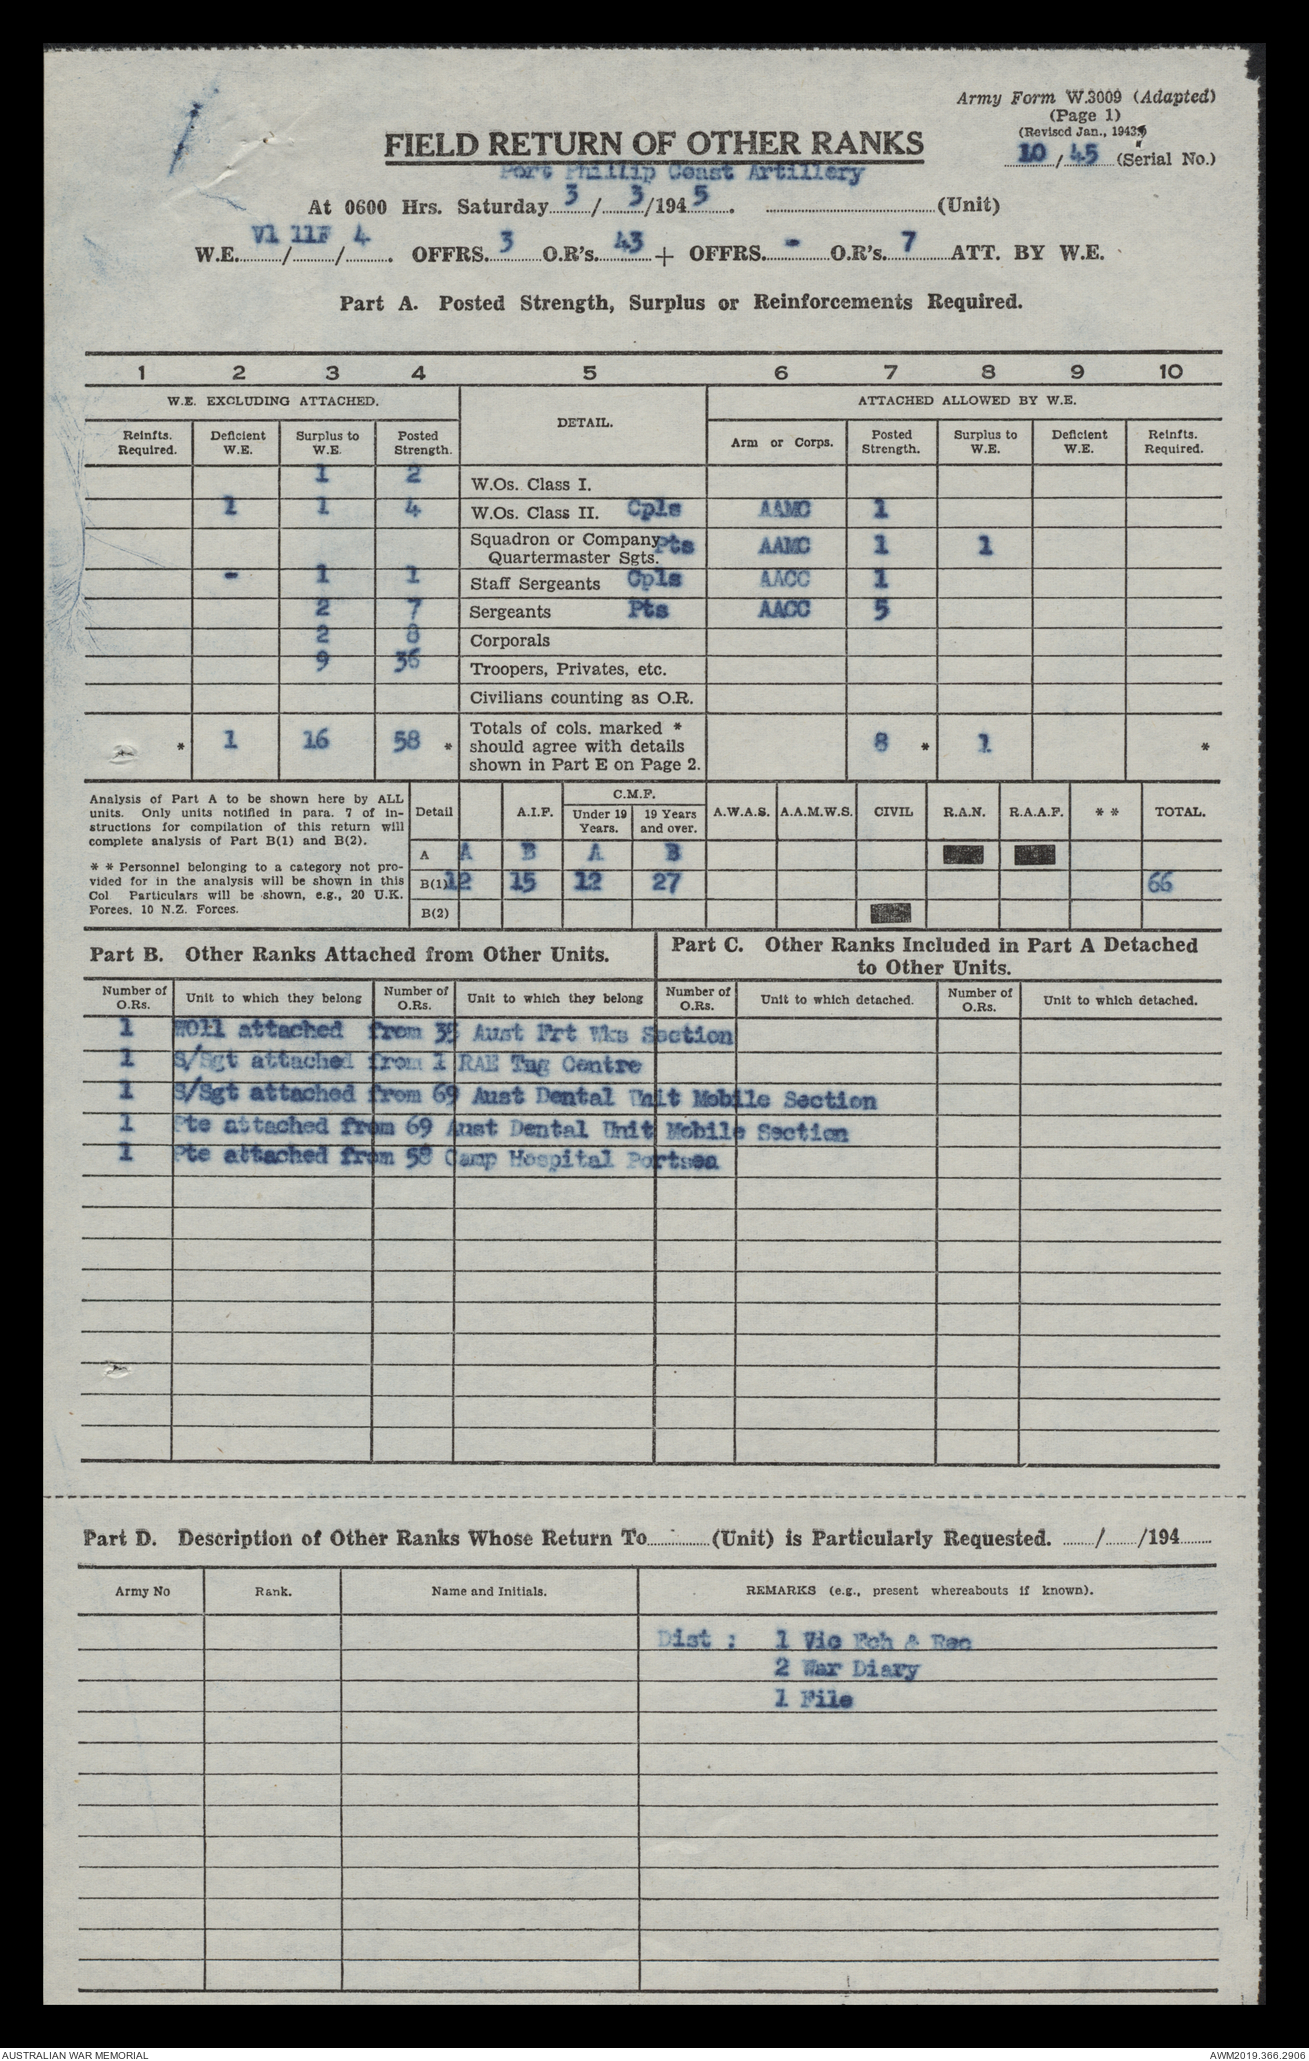 Army Form W.3009 (Adapted)
(Page 1)
(Revised Jan., 1943)
10 / 45 (Serial No.)
FIELD RETURN OF OTHER RANKS
Port Phillip Coast Artillery
At 0600 Hrs. Saturday 3 / 3 /194 5 . (Unit)
W.E. V1 / 11F / 4 . OFFRS. 3 O.R's. 43 + OFFRS. - O.R's. 7 ATT. BY W.E.
Part A. Posted Strength, Surplus or Reinforcements Required.
1 2 3 4 5 6 7 8 9 10
W.E. EXCLUDING ATTACHED. DETAIL. ATTACHED ALLOWED BY W.E.
Reinfts. Required. Deficient W.E. Surplus to W.E. Posted Strength. Arm or Corps. Posted Strength. Surplus to W.E. Deficient W.E. Reinfts. Required.
1 2 W.Os. Class I.
1 1 4 W.Os. Class II. Cpls AAMC 1
Squadron or Company Quartermaster Sgts. Pts AAMC 1 1
- 1 1 Staff Sergeants Cpls AACC 1
2 7 Sergeants Pts AACC 5
2 8 Corporals
9 36 Troopers, Privates, etc.
Civilians counting as O.R.
* 1 16 58 * Totals of cols. marked * should agree with details shown in Part E on Page 2. 8 * 1 *
Analysis of Part A to be shown here by ALL
units. Only units notified in para. 7 of in-
structions for compilation of this return will
complete analysis of Part B(1) and B(2).
* * Personnel belonging to a category not pro-
vided for in the analysis will be shown in this
Col Particulars will be shown, e.g., 20 U.K.
Forces, 10 N.Z. Forces.
Detail A.I.F. C.M.F. Under 19 Years. 19 Years and over. A.W.A.S. A.A.M.W.S. CIVIL R.A.N. R.A.A.F. * * TOTAL.
A A B A B
B(1) 12 15 12 27 66
B(2)
Part B. Other Ranks Attached from Other Units.
Part C. Other Ranks Included in Part A Detached
to Other Units.
Number of O.Rs. Unit to which they belong Number of O.Rs. Unit to which they belong Number of O.Rs. Unit to which detached. Number of O.Rs. Unit to which detached.
1 WO11 attached from 35 Aust Frt Wks Section
1 S/Sgt attached from 1 RAE Tng Centre
1 S/Sgt attached from 69 Aust Dental Unit Mobile Section
1 Pte attached from 69 Aust Dental Unit Mobile Section
1 Pte attached from 58 Camp Hospital Portsea
Part D. Description of Other Ranks Whose Return To (Unit) is Particularly Requested. / /194
Army No Rank. Name and Initials. REMARKS (e.g., present whereabouts if known).
Dist : 1 Vic Ech & Rec
2 War Diary
1 File
AUSTRALIAN WAR MEMORIAL
AWM2019.366.2906